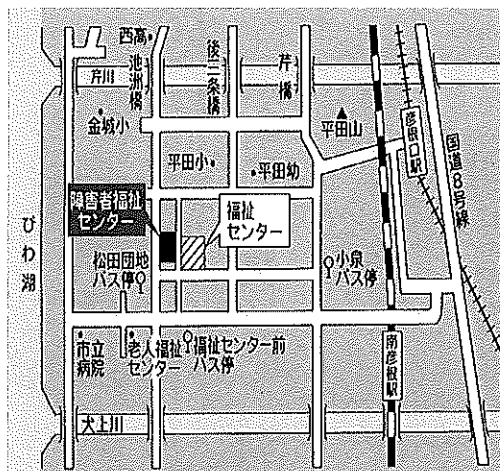 西高
池洲橋
後三条橋
芹橋
芹川
金城小
平田山
彦根口駅
国道8号線
平田小
平田幼
障害者福祉
センター
福祉
センター
びわ湖
松田団地
バス停
小泉
バス停
市立
病院
老人福祉
センター
福祉センター前
バス停
南彦根駅
犬上川